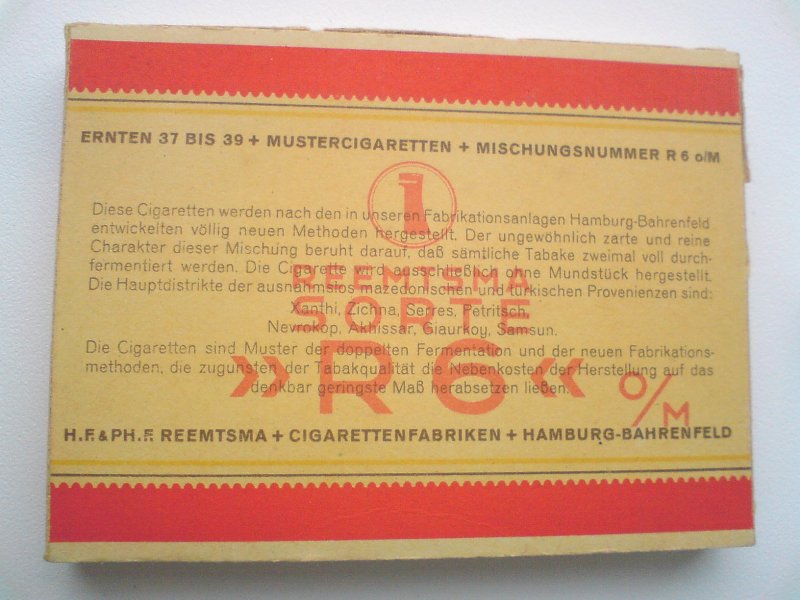 ERNTEN 37 BIS 39 + MUSTERCIGARETTEN + MISCHUNGSNUMMER R 6 o/M
Diese Cigaretten werden nach den in unseren Fabrikationsanlagen Hamburg-Bahrenfeld
entwickelten völlig neuen Methoden hergestellt. Der ungewöhnlich zarte und reine
Charakter dieser Mischung beruht darauf, daß sämtliche Tabake zweimal voll durch-
fermentiert werden. Die Cigarette wird ausschließlich ohne Mundstück hergestellt.
Die Hauptdistrikte der ausnahmslos mazedonischen und türkischen Provenienzen sind:
Xanthi, Zichna, Serres, Petritsch,
Nevrokop, Akhissar, Giaurkoy, Samsun.
Die Cigaretten sind Muster der doppelten Fermentation und der neuen Fabrikations-
methoden, die zugunsten der Tabakqualität die Nebenkosten der Herstellung auf das
denkbar geringste Maß herabsetzen ließen.
REEMTSMA
SORTE
»R6«
o/M
H.F. & PH.F. REEMTSMA + CIGARETTENFABRIKEN + HAMBURG-BAHRENFELD